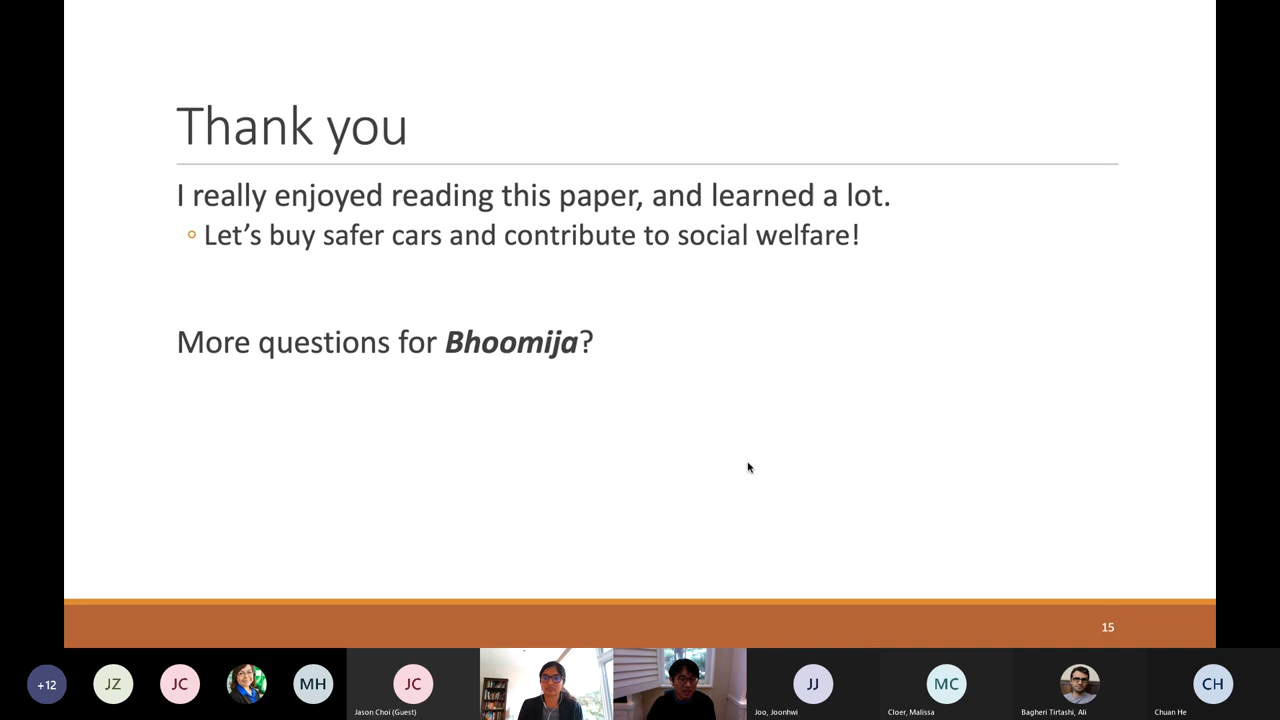 Thank you
I really enjoyed reading this paper, and learned a lot.
Let's buy safer cars and contribute to social welfare!
More questions for Bhoomija?
15
+12
JZ
JC
MH
JC
Jason Choi (Guest)
JJ
Joo, Joonhwi
MC
Cloer, Malissa
Bagheri Tirtashi, Ali
CH
Chuan He